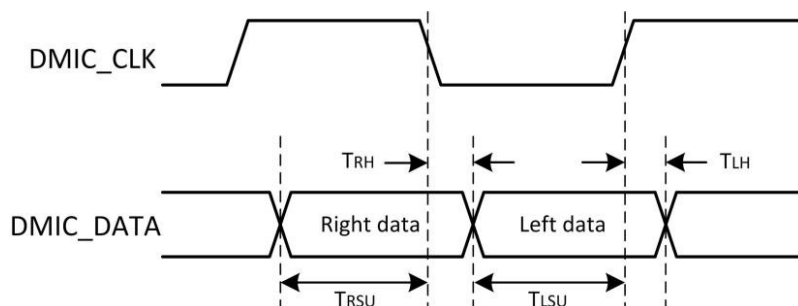 DMIC_CLK
TRH
TLH
DMIC_DATA
Right data
Left data
TRSU
TLSU